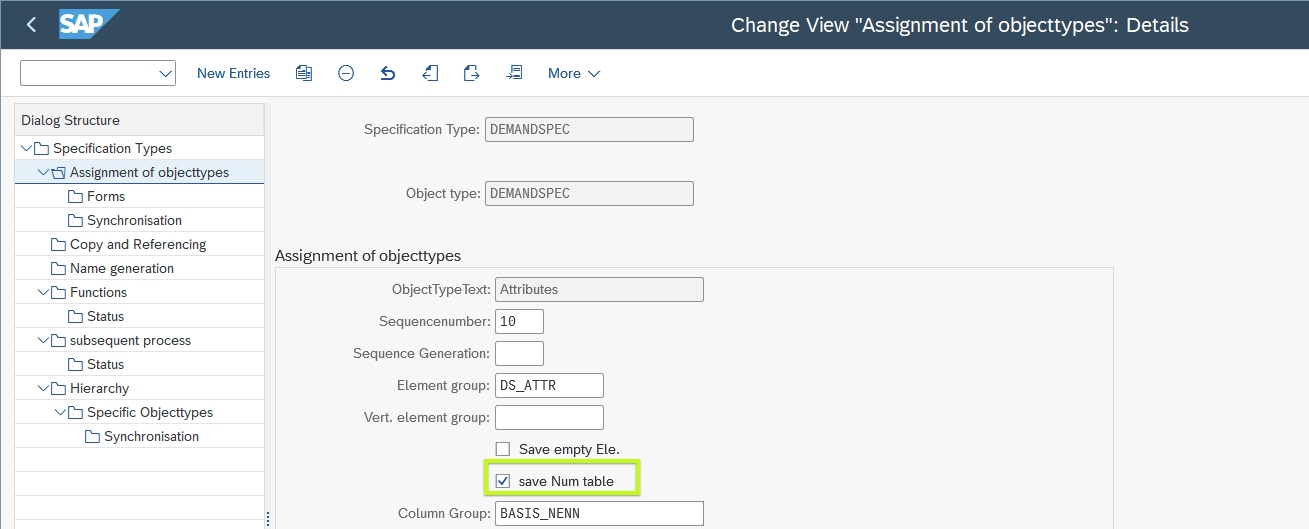 SAP
Change View "Assignment of objecttypes": Details
New Entries
More
Dialog Structure
Specification Types
Assignment of objecttypes
Forms
Synchronisation
Copy and Referencing
Name generation
Functions
Status
subsequent process
Status
Hierarchy
Specific Objecttypes
Synchronisation
Specification Type: DEMANDSPEC
Object type: DEMANDSPEC
Assignment of objecttypes
ObjectTypeText: Attributes
Sequencenumber: 10
Sequence Generation:
Element group: DS_ATTR
Vert. element group:
Save empty Ele.
save Num table
Column Group: BASIS_NENN